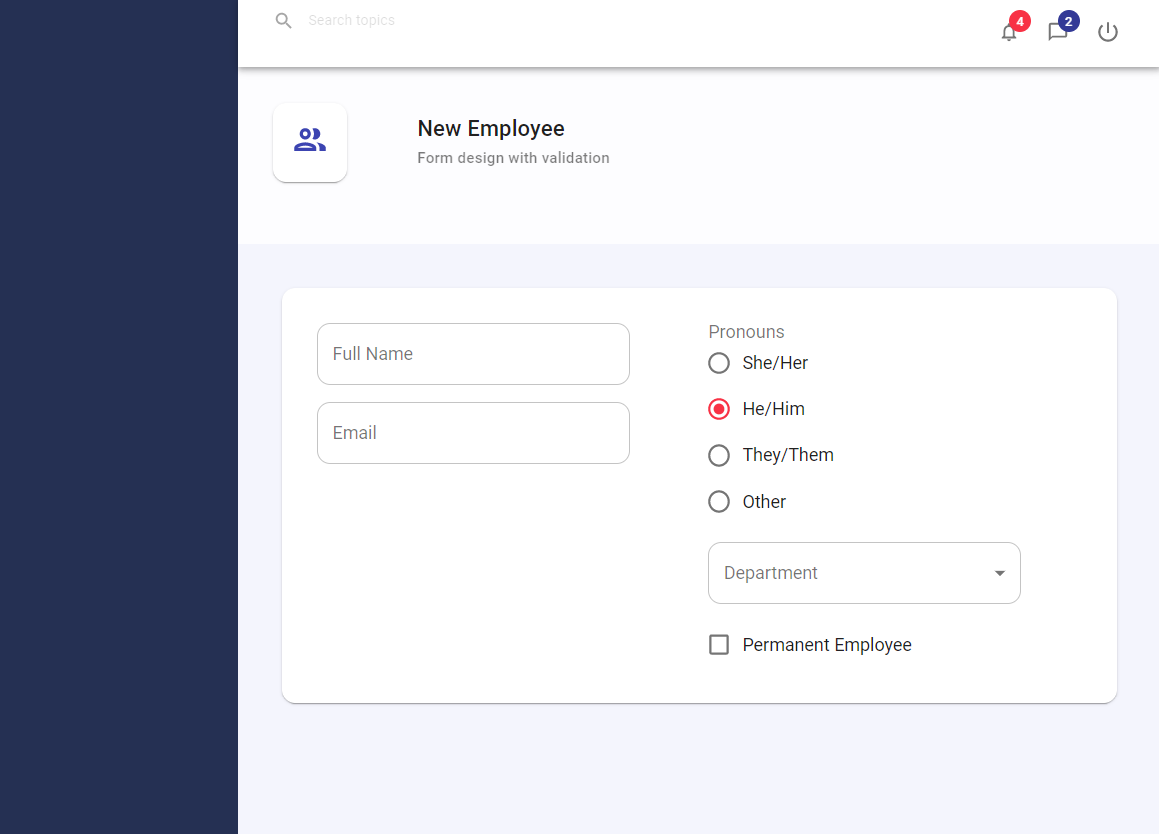 Search topics
4
2
New Employee
Form design with validation
Full Name
Email
Pronouns
She/Her
He/Him
They/Them
Other
Department
Permanent Employee